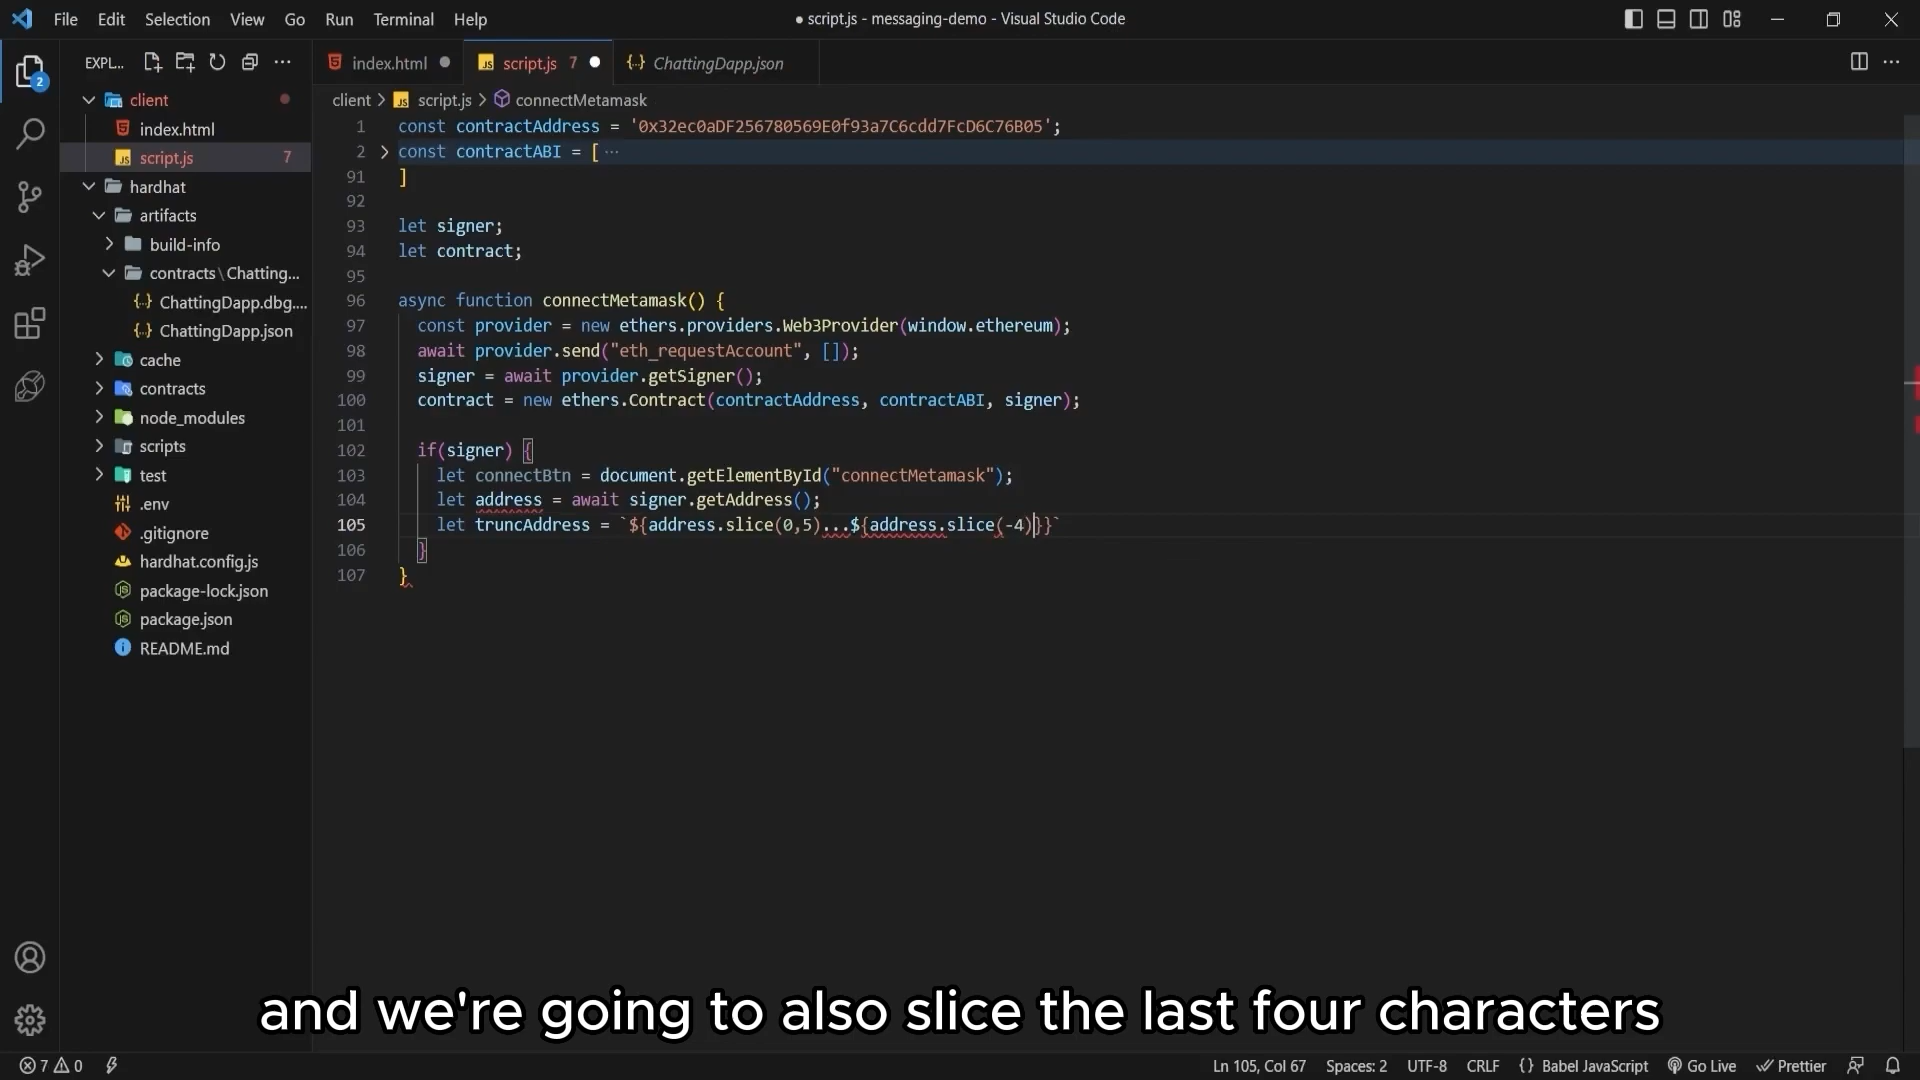 File Edit Selection View Go Run Terminal Help
● script.js - messaging-demo - Visual Studio Code
EXPL...
index.html
script.js 7
ChattingDapp.json
client > script.js > connectMetamask
2
client
index.html
script.js 7
hardhat
artifacts
build-info
contracts\Chatting...
ChattingDapp.dbg....
ChattingDapp.json
cache
contracts
node_modules
scripts
test
.env
.gitignore
hardhat.config.js
package-lock.json
package.json
README.md
1 const contractAddress = '0x32ec0aDF256780569E0f93a7C6cdd7FcD6C76B05';
2 const contractABI = [ ···
91 ]
92
93 let signer;
94 let contract;
95
96 async function connectMetamask() {
97 const provider = new ethers.providers.Web3Provider(window.ethereum);
98 await provider.send("eth_requestAccount", []);
99 signer = await provider.getSigner();
100 contract = new ethers.Contract(contractAddress, contractABI, signer);
101
102 if(signer) {
103 let connectBtn = document.getElementById("connectMetamask");
104 let address = await signer.getAddress();
105 let truncAddress = `${address.slice(0,5)...${address.slice(-4)}}`
106 }
107 }
and we're going to also slice the last four characters
7 0
Ln 105, Col 67 Spaces: 2 UTF-8 CRLF {} Babel JavaScript Go Live Prettier